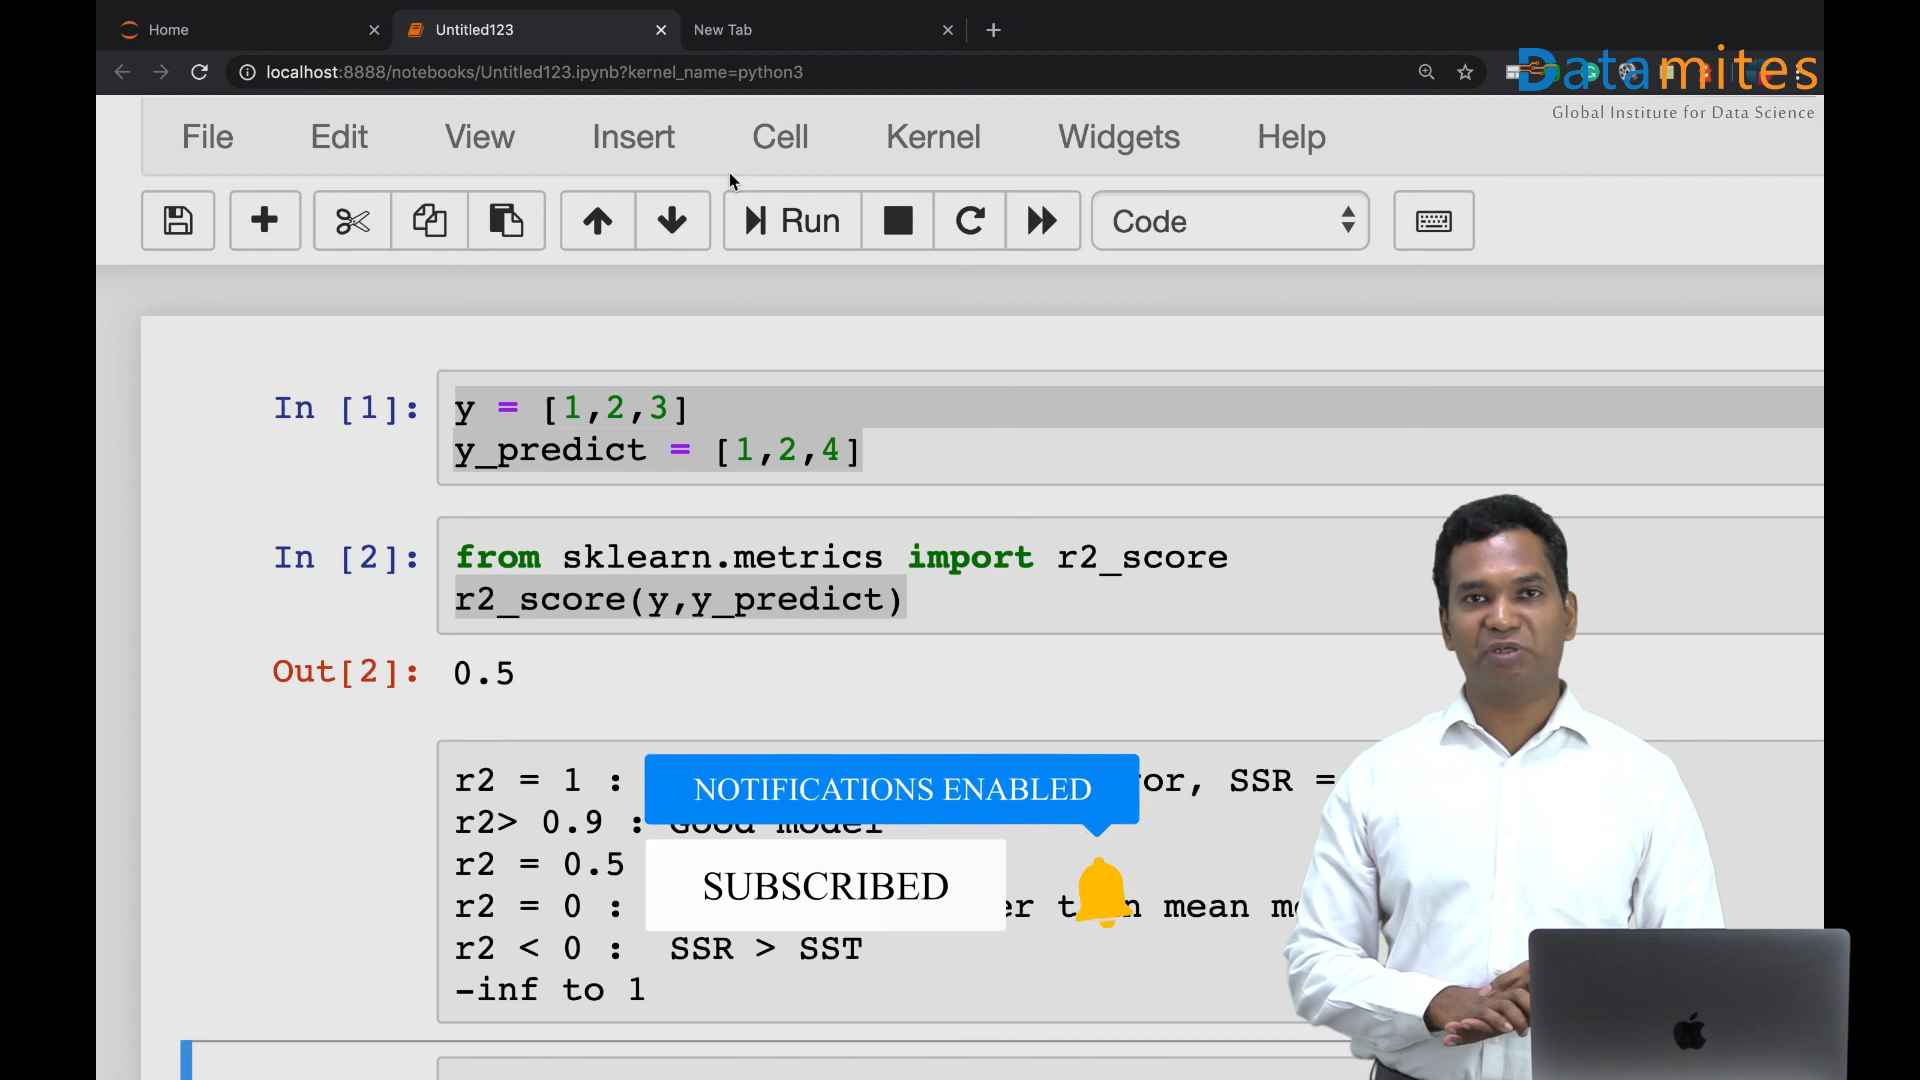 Home
Untitled123
New Tab
localhost:8888/notebooks/Untitled123.ipynb?kernel_name=python3
Datamites
Global Institute for Data Science
File Edit View Insert Cell Kernel Widgets Help
Run
Code
In [1]: y = [1,2,3]
y_predict = [1,2,4]
In [2]: from sklearn.metrics import r2_score
r2_score(y,y_predict)
Out[2]: 0.5
r2 = 1 : or, SSR =
NOTIFICATIONS ENABLED
r2> 0.9 : Good model
r2 = 0.5
SUBSCRIBED
r2 = 0 : mean
r2 < 0 : SSR > SST
-inf to 1